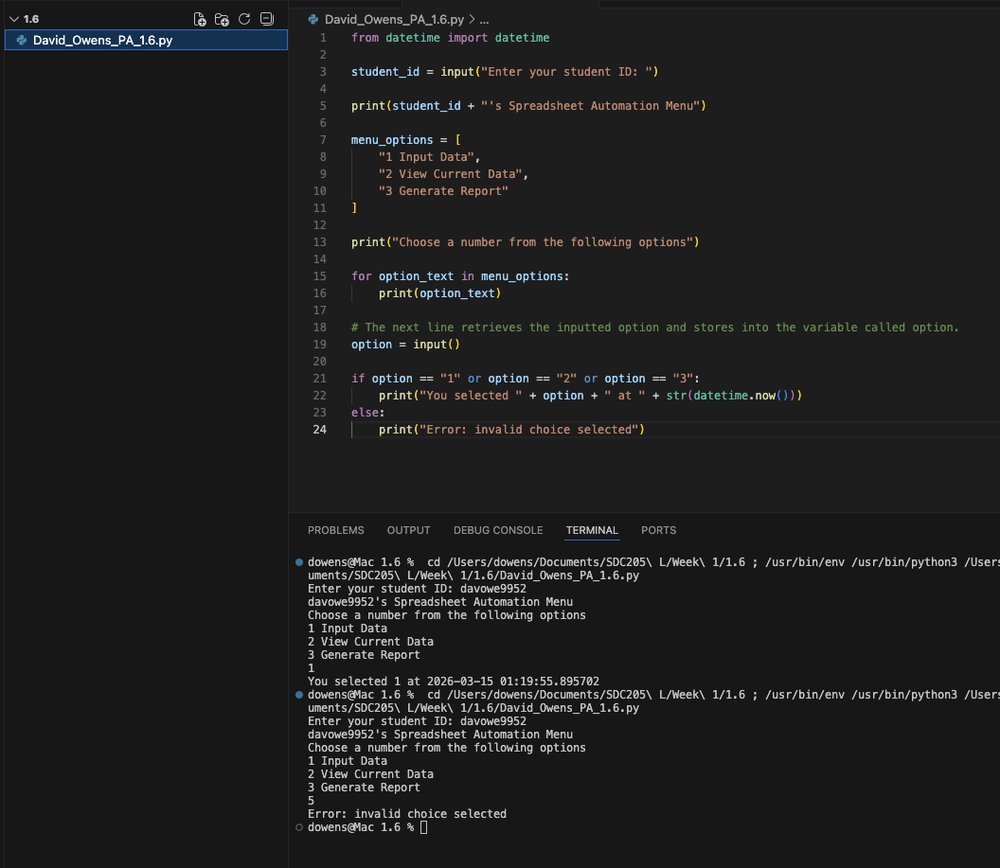 1.6
David_Owens_PA_1.6.py
David_Owens_PA_1.6.py > ...
1 from datetime import datetime
2
3 student_id = input("Enter your student ID: ")
4
5 print(student_id + "'s Spreadsheet Automation Menu")
6
7 menu_options = [
8     "1 Input Data",
9     "2 View Current Data",
10     "3 Generate Report"
11 ]
12
13 print("Choose a number from the following options")
14
15 for option_text in menu_options:
16     print(option_text)
17
18 # The next line retrieves the inputted option and stores into the variable called option.
19 option = input()
20
21 if option == "1" or option == "2" or option == "3":
22     print("You selected " + option + " at " + str(datetime.now()))
23 else:
24     print("Error: invalid choice selected")
PROBLEMS OUTPUT DEBUG CONSOLE TERMINAL PORTS
dowens@Mac 1.6 %  cd /Users/dowens/Documents/SDC205\ L/Week\ 1/1.6 ; /usr/bin/env /usr/bin/python3 /Users
uments/SDC205\ L/Week\ 1/1.6/David_Owens_PA_1.6.py
Enter your student ID: davowe9952
davowe9952's Spreadsheet Automation Menu
Choose a number from the following options
1 Input Data
2 View Current Data
3 Generate Report
1
You selected 1 at 2026-03-15 01:19:55.895702
dowens@Mac 1.6 %  cd /Users/dowens/Documents/SDC205\ L/Week\ 1/1.6 ; /usr/bin/env /usr/bin/python3 /Users
uments/SDC205\ L/Week\ 1/1.6/David_Owens_PA_1.6.py
Enter your student ID: davowe9952
davowe9952's Spreadsheet Automation Menu
Choose a number from the following options
1 Input Data
2 View Current Data
3 Generate Report
5
Error: invalid choice selected
dowens@Mac 1.6 %